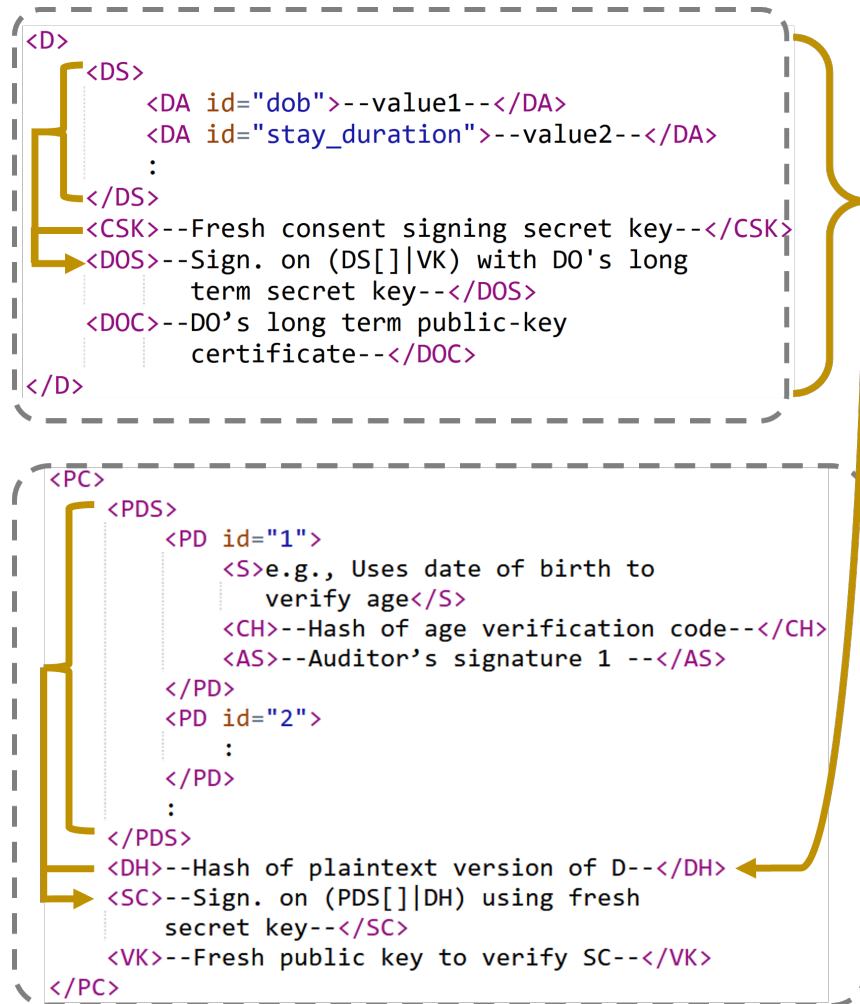 <D>
<DS>
<DA id="dob">--value1--</DA>
<DA id="stay_duration">--value2--</DA>
:
</DS>
<CSK>--Fresh consent signing secret key--</CSK>
<DOS>--Sign. on (DS[]|VK) with DO's long
term secret key--</DOS>
<DOC>--DO’s long term public-key
certificate--</DOC>
</D>
<PC>
<PDS>
<PD id="1">
<S>e.g., Uses date of birth to
verify age</S>
<CH>--Hash of age verification code--</CH>
<AS>--Auditor’s signature 1 --</AS>
</PD>
<PD id="2">
:
</PD>
:
</PDS>
<DH>--Hash of plaintext version of D--</DH>
<SC>--Sign. on (PDS[]|DH) using fresh
secret key--</SC>
<VK>--Fresh public key to verify SC--</VK>
</PC>